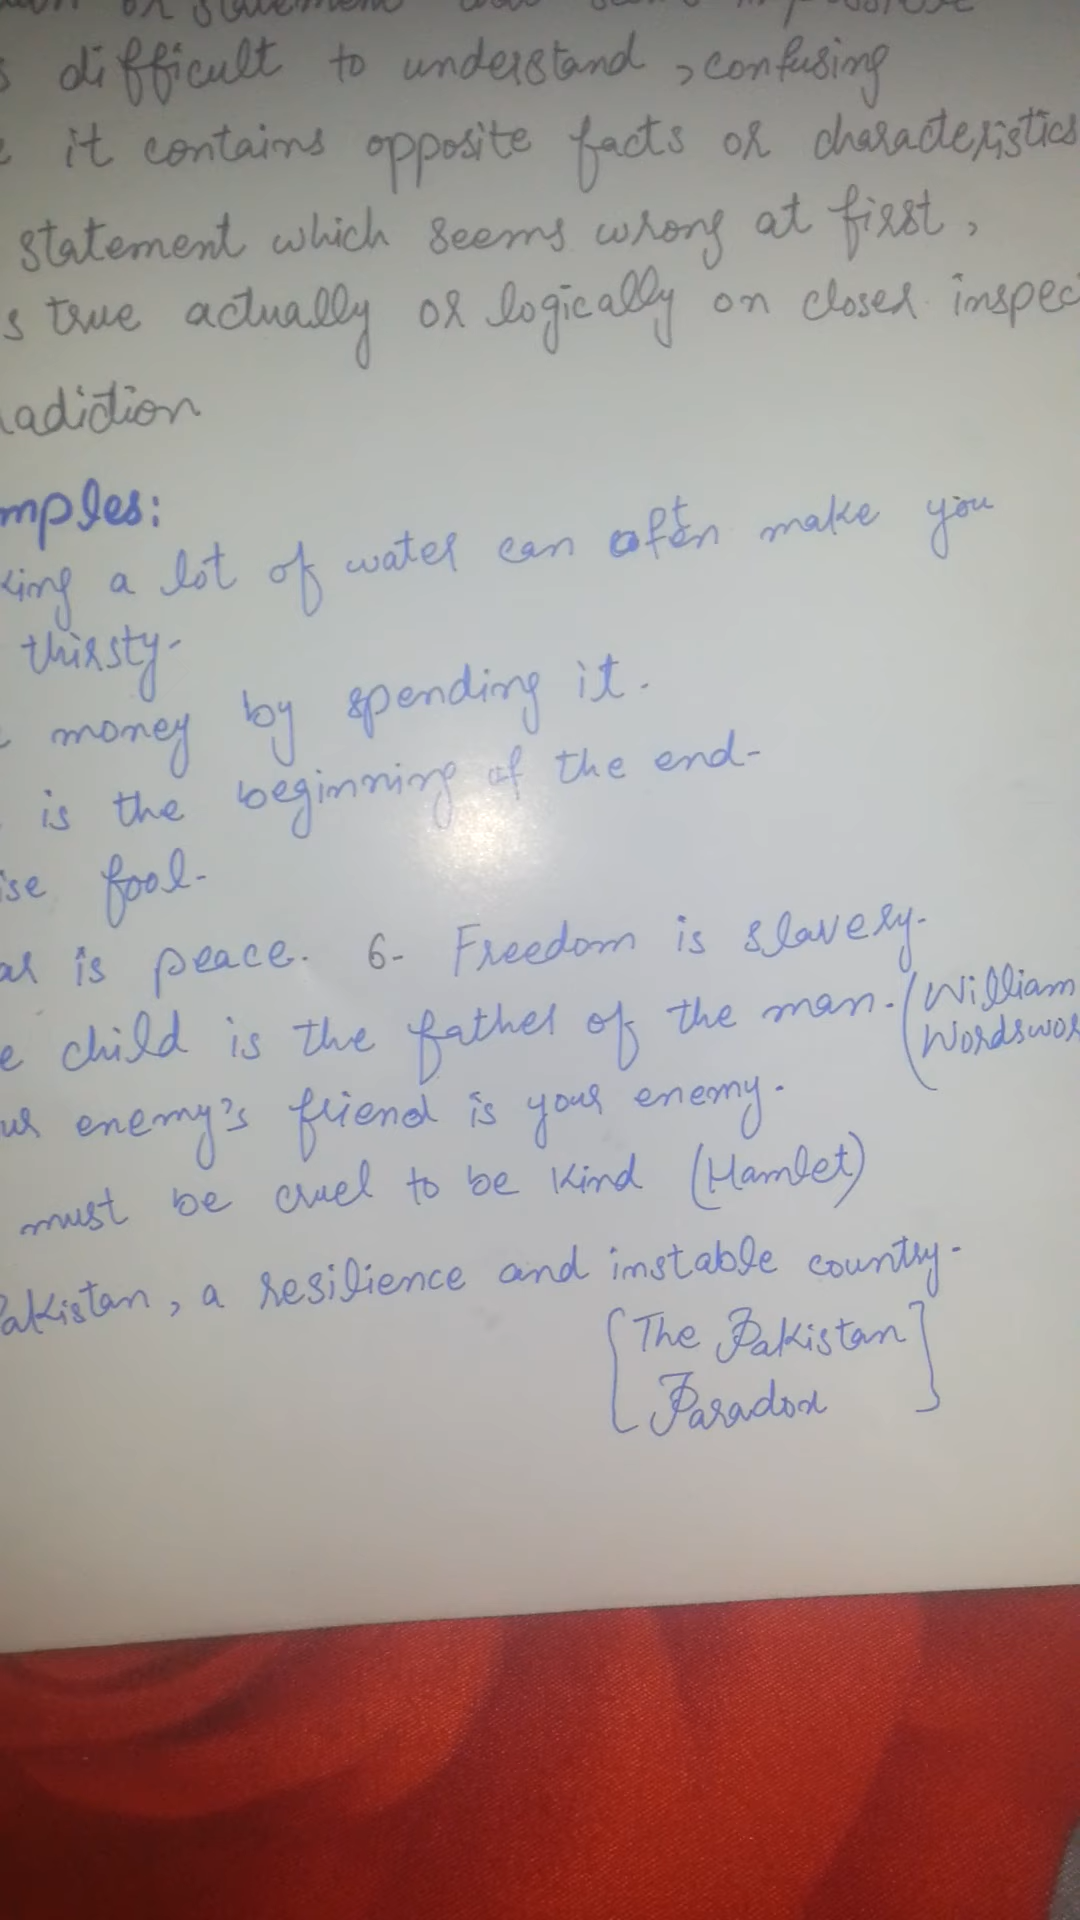 difficult to understand, confusing
it contains opposite facts or characteristics
statement which seems wrong at first,
true actually or logically on closer inspec
adiction
mples:
king a lot of water can often make you
thirsty.
money by spending it.
is the beginning of the end.
ise fool.
ar is peace. 6- Freedom is slavery.
e child is the father of the man. (William
Wordswor
ur enemy's friend is your enemy.
must be cruel to be kind (Hamlet)
akistan, a resilience and instable country.
[The Pakistan
Paradox]